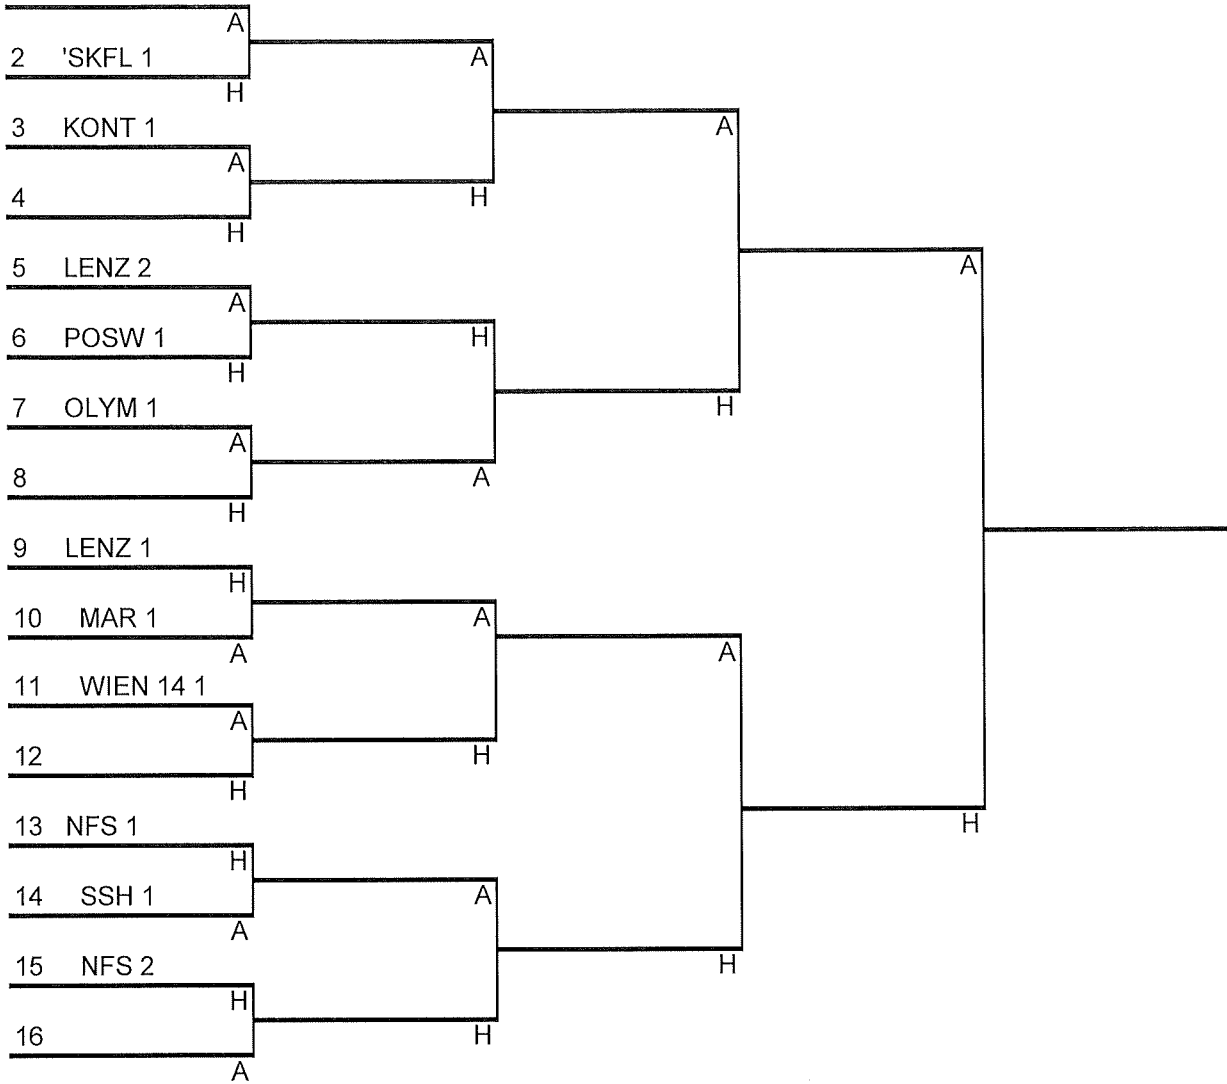 A
2 'SKFL 1
A
H
3 KONT 1
A
A
H
4
H
H
A
5 LENZ 2
A
6 POSW 1
H
H
7 OLYM 1
H
A
8
A
H
9 LENZ 1
H
10 MAR 1
A
A
A
11 WIEN 14 1
A
12
H
H
13 NFS 1
H
H
14 SSH 1
A
A
15 NFS 2
H
H
16
H
A